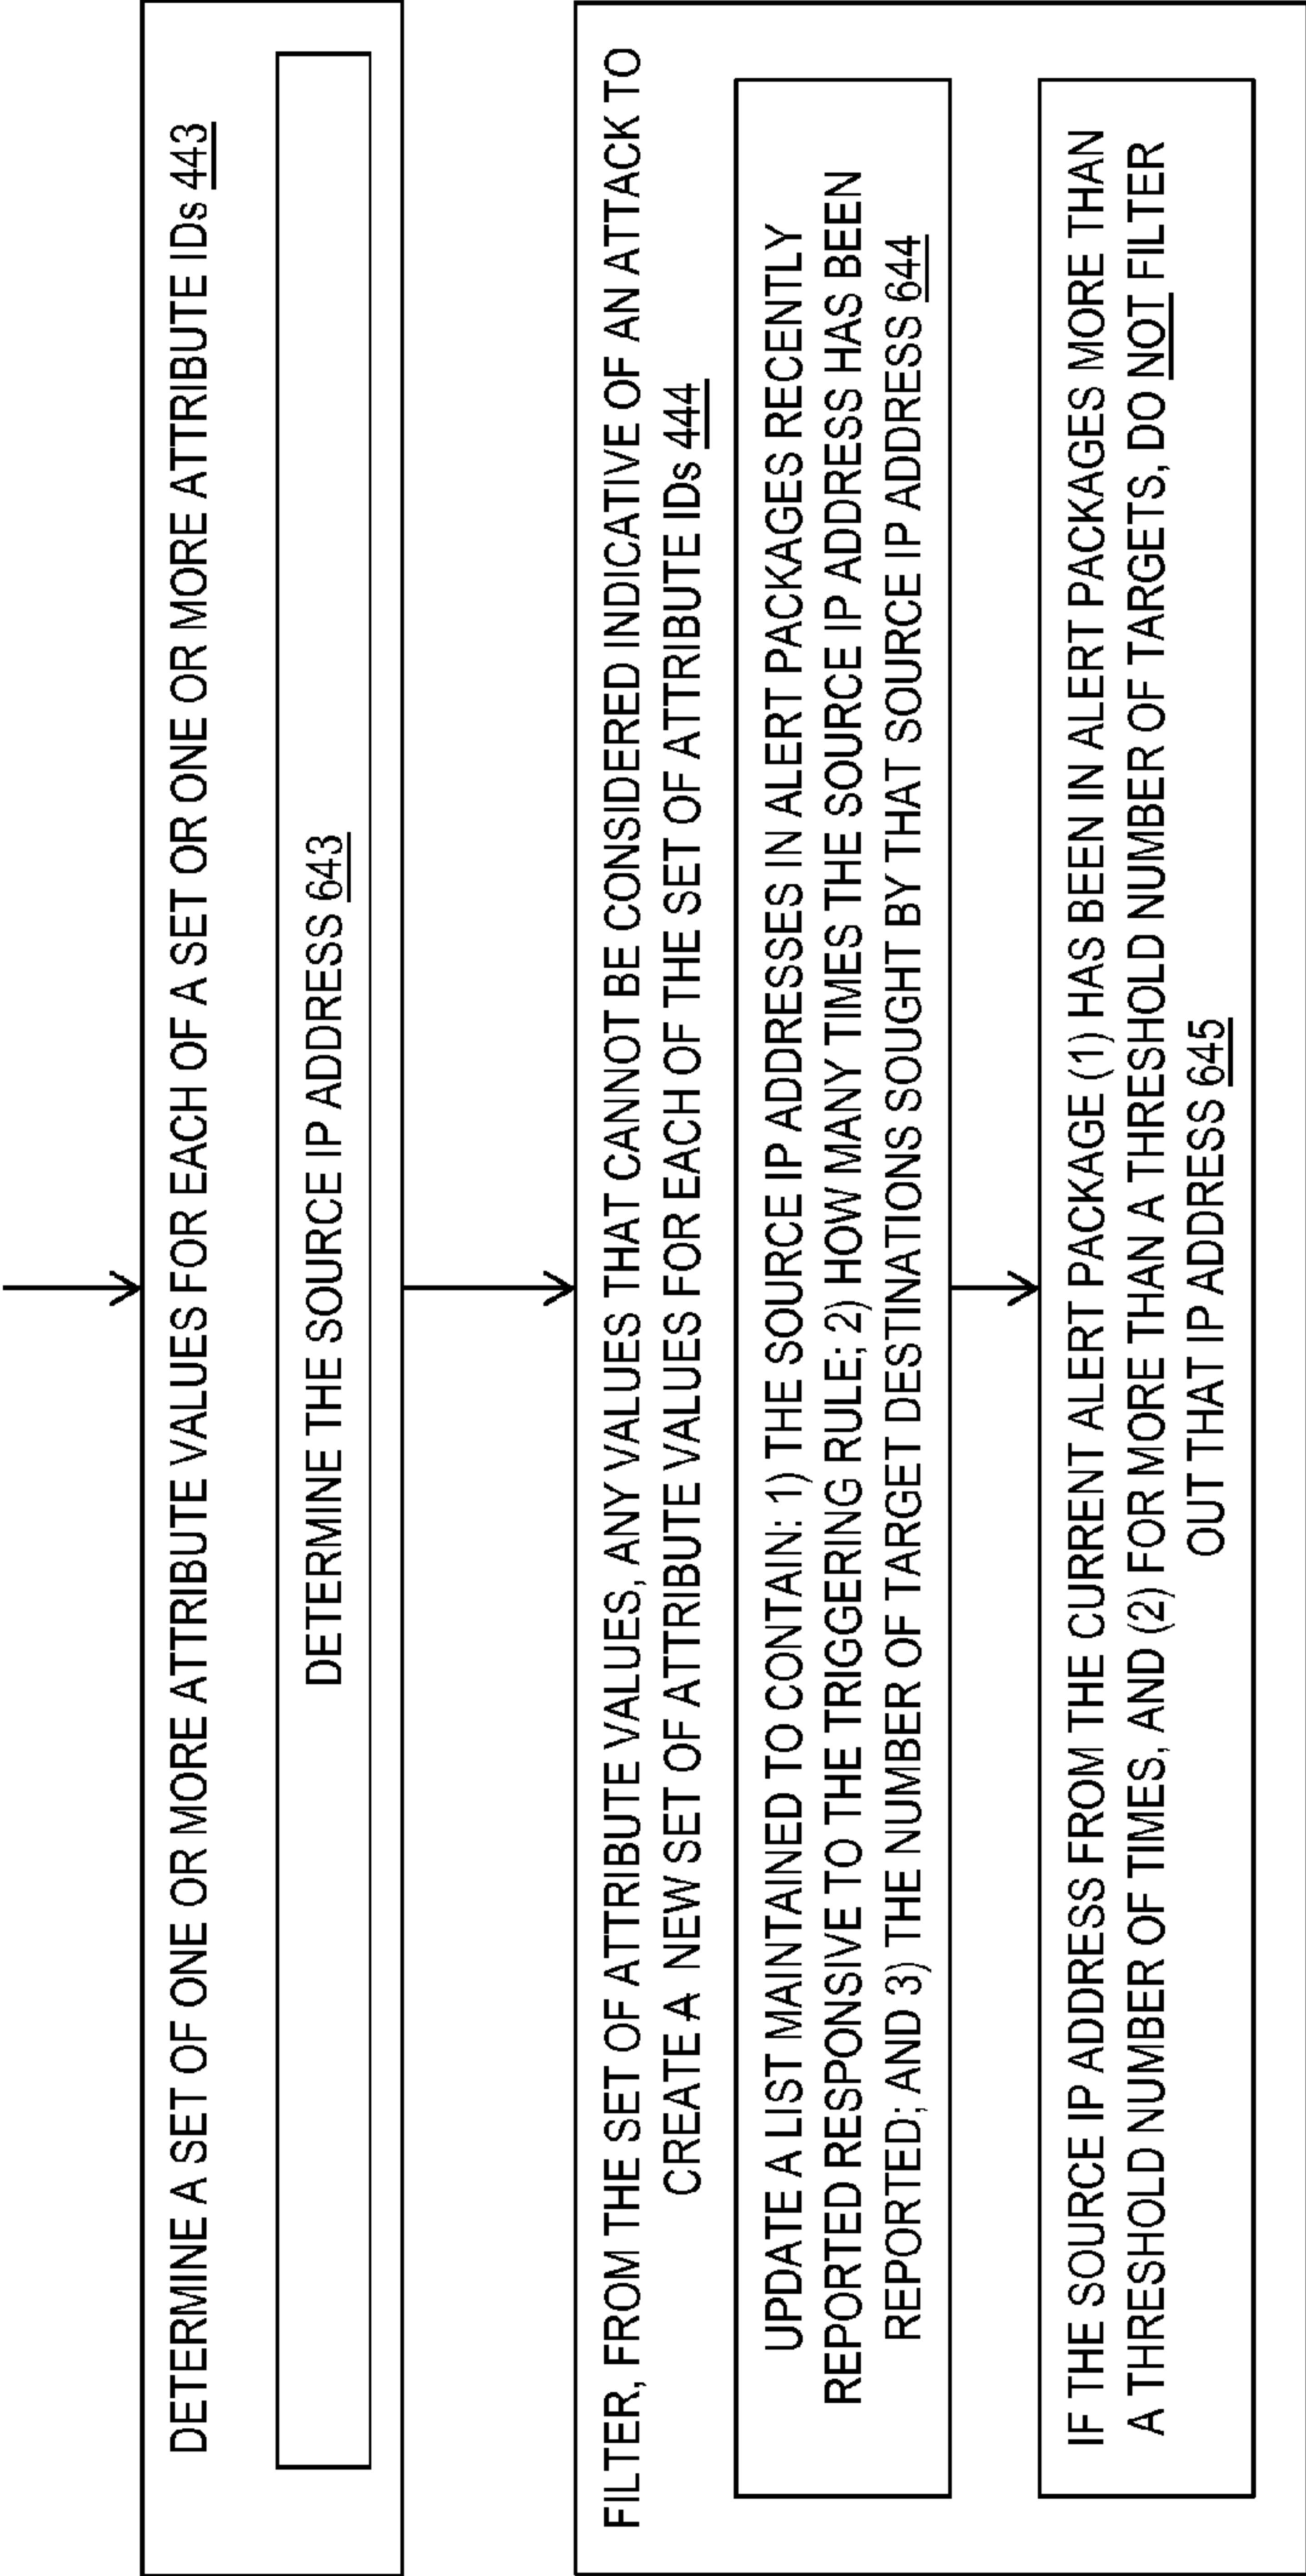 DETERMINE A SET OF ONE OR MORE ATTRIBUTE VALUES FOR EACH OF A SET OR ONE OR MORE ATTRIBUTE IDs 443
DETERMINE THE SOURCE IP ADDRESS 643
FILTER, FROM THE SET OF ATTRIBUTE VALUES, ANY VALUES THAT CANNOT BE CONSIDERED INDICATIVE OF AN ATTACK TO
CREATE A NEW SET OF ATTRIBUTE VALUES FOR EACH OF THE SET OF ATTRIBUTE IDs 444
UPDATE A LIST MAINTAINED TO CONTAIN: 1) THE SOURCE IP ADDRESSES IN ALERT PACKAGES RECENTLY
REPORTED RESPONSIVE TO THE TRIGGERING RULE; 2) HOW MANY TIMES THE SOURCE IP ADDRESS HAS BEEN
REPORTED; AND 3) THE NUMBER OF TARGET DESTINATIONS SOUGHT BY THAT SOURCE IP ADDRESS 644
IF THE SOURCE IP ADDRESS FROM THE CURRENT ALERT PACKAGE (1) HAS BEEN IN ALERT PACKAGES MORE THAN
A THRESHOLD NUMBER OF TIMES, AND (2) FOR MORE THAN A THRESHOLD NUMBER OF TARGETS, DO NOT FILTER
OUT THAT IP ADDRESS 645